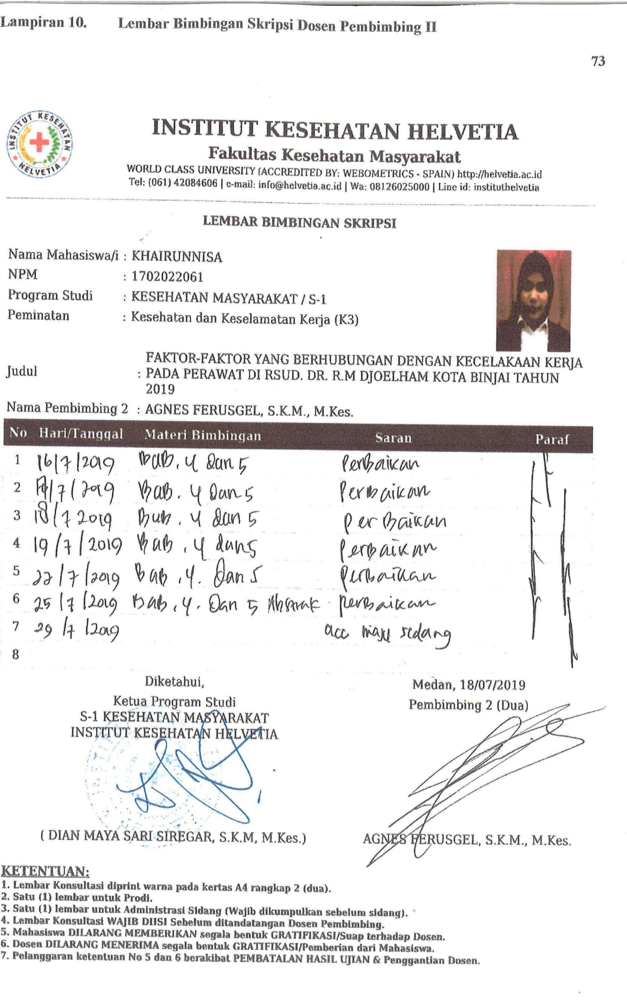 Lampiran 10. Lembar Bimbingan Skripsi Dosen Pembimbing II
73
INSTITUT KESEHATAN HELVETIA
INSTITUT KESEHATAN HELVETIA
Fakultas Kesehatan Masyarakat
WORLD CLASS UNIVERSITY (ACCREDITED BY: WEBOMETRICS - SPAIN) http://helvetia.ac.id
Tel: (061) 42084606 | e-mail: info@helvetia.ac.id | Wa: 08126025000 | Line id: instituthelvetia
LEMBAR BIMBINGAN SKRIPSI
Nama Mahasiswa/i : KHAIRUNNISA
NPM : 1702022061
Program Studi : KESEHATAN MASYARAKAT / S-1
Peminatan : Kesehatan dan Keselamatan Kerja (K3)
FAKTOR-FAKTOR YANG BERHUBUNGAN DENGAN KECELAKAAN KERJA
Judul : PADA PERAWAT DI RSUD. DR. R.M DJOELHAM KOTA BINJAI TAHUN
2019
Nama Pembimbing 2 : AGNES FERUSGEL, S.K.M., M.Kes.
No Hari/Tanggal Materi Bimbingan Saran Paraf
1 16/7/2019 BAB. 4 Dan 5 Perbaikan
2 /7/2019 BAB. 4 Dan 5 Perbaikan
3 18/7 2019 Bab. 4 dan 5 PerBaikan
4 19/7/2019 BAB. 4 dan 5 Perbaikan
5 22/7/2019 Bab .4. Dan 5 Perbaikan
6 25/7/2019 BAB. 4. Dan 5 Abstrak perbaikan
7 29/7/2019 acc maju sedang
8
Diketahui,
Ketua Program Studi
S-1 KESEHATAN MASYARAKAT
INSTITUT KESEHATAN HELVETIA
Medan, 18/07/2019
Pembimbing 2 (Dua)
( DIAN MAYA SARI SIREGAR, S.K.M, M.Kes.)
AGNES FERUSGEL, S.K.M., M.Kes.
KETENTUAN:
1. Lembar Konsultasi diprint warna pada kertas A4 rangkap 2 (dua).
2. Satu (1) lembar untuk Prodi.
3. Satu (1) lembar untuk Administrasi Sidang (Wajib dikumpulkan sebelum sidang).
4. Lembar Konsultasi WAJIB DIISI Sebelum ditandatangan Dosen Pembimbing.
5. Mahasiswa DILARANG MEMBERIKAN segala bentuk GRATIFIKASI/Suap terhadap Dosen.
6. Dosen DILARANG MENERIMA segala bentuk GRATIFIKASI/Pemberian dari Mahasiswa.
7. Pelanggaran ketentuan No 5 dan 6 berakibat PEMBATALAN HASIL UJIAN & Penggantian Dosen.